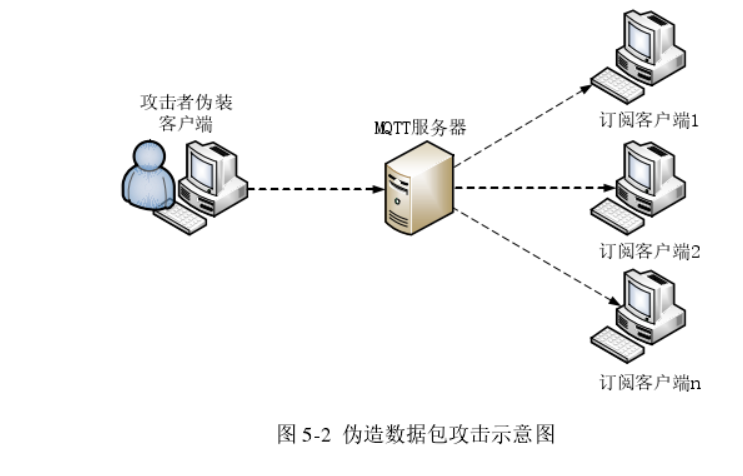 攻击者伪装
客户端
MQTT服务器
订阅客户端1
订阅客户端2
订阅客户端n
图 5-2 伪造数据包攻击示意图